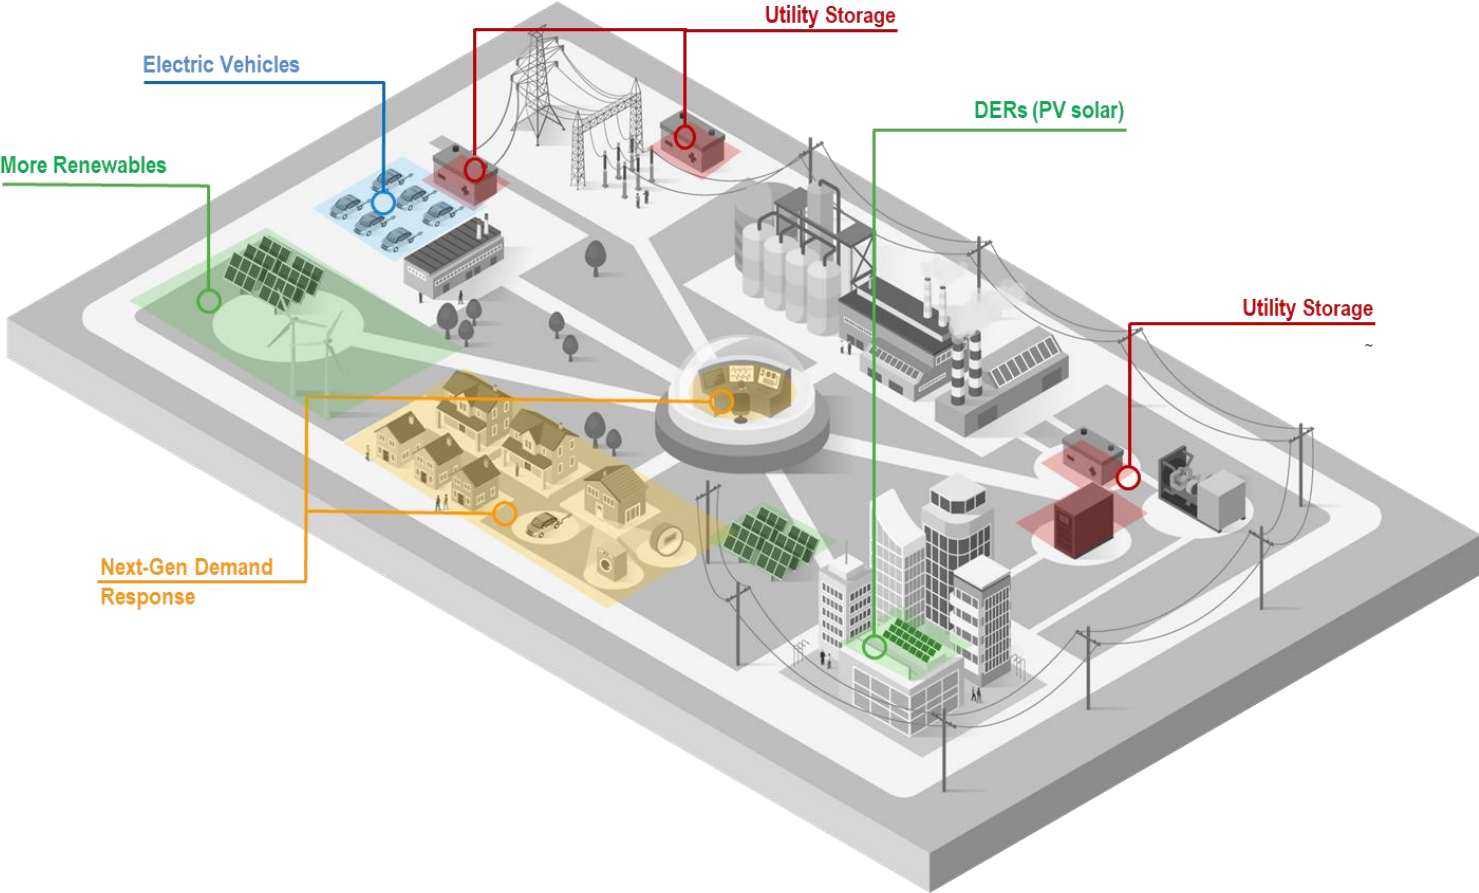 Utility Storage
Electric Vehicles
DERs (PV solar)
More Renewables
Utility Storage
~
Next-Gen Demand
Response